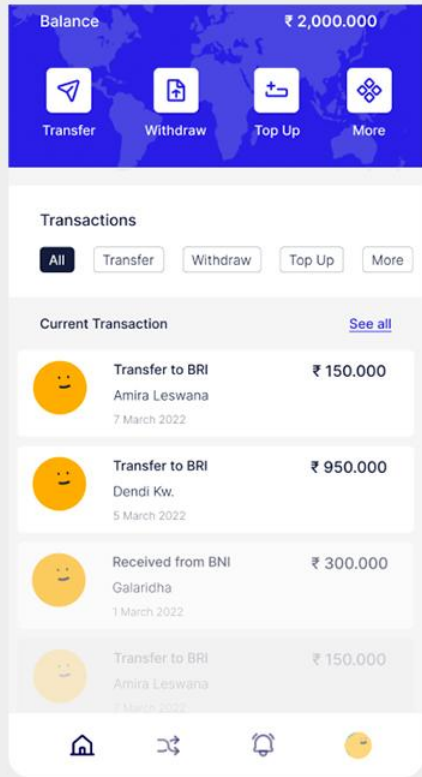 Balance ₹ 2,000.000
Transfer Withdraw Top Up More
Transactions
All Transfer Withdraw Top Up More
Current Transaction See all
Transfer to BRI ₹ 150.000
Amira Leswana
7 March 2022
Transfer to BRI ₹ 950.000
Dendi Kw.
5 March 2022
Received from BNI ₹ 300.000
Galaridha
1 March 2022
Transfer to BRI ₹ 150.000
Amira Leswana
March 2022